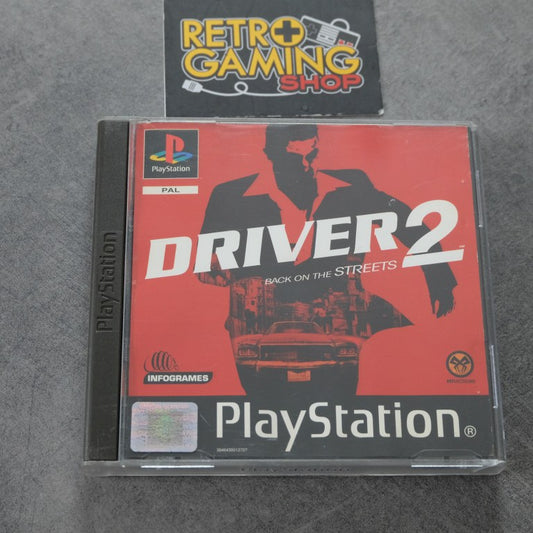 RETRO
GAMING
SHOP
PlayStation
PlayStation
PAL
DRIVER 2
BACK ON THE STREETS
INFOGRAMES
PlayStation®